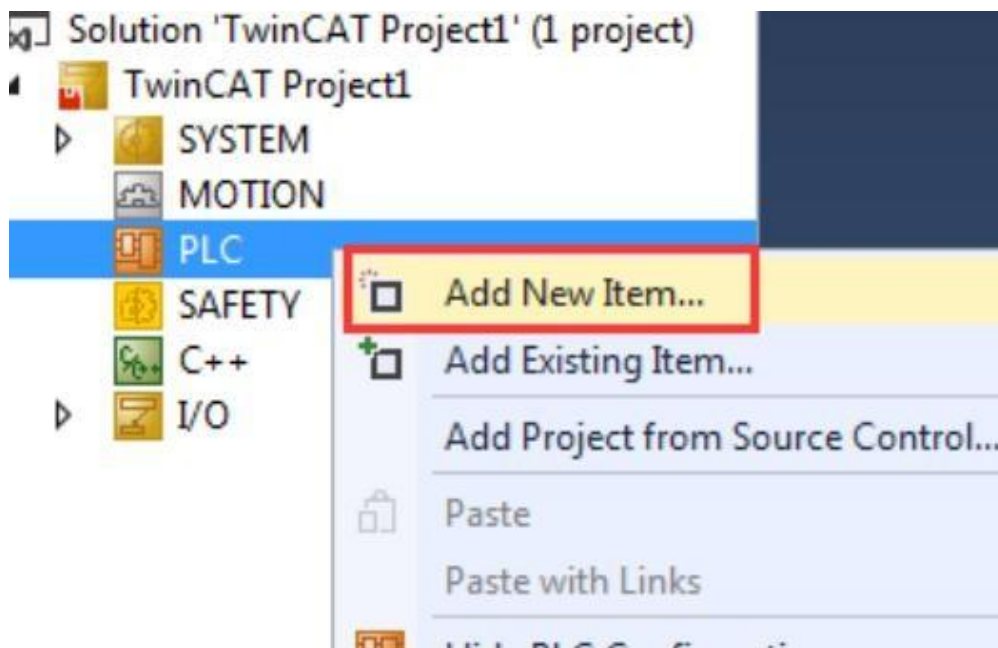 Solution 'TwinCAT Project1' (1 project)
TwinCAT Project1
SYSTEM
MOTION
PLC
SAFETY
C++
I/O
Add New Item...
Add Existing Item...
Add Project from Source Control...
Paste
Paste with Links